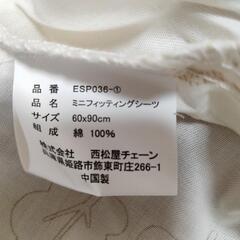 品番 ESP036-①
品名 ミニフィッティングシーツ
サイズ 60x90cm
組成 綿 100%
株式会社 西松屋チェーン
兵庫県姫路市飾東町庄266-1
中国製